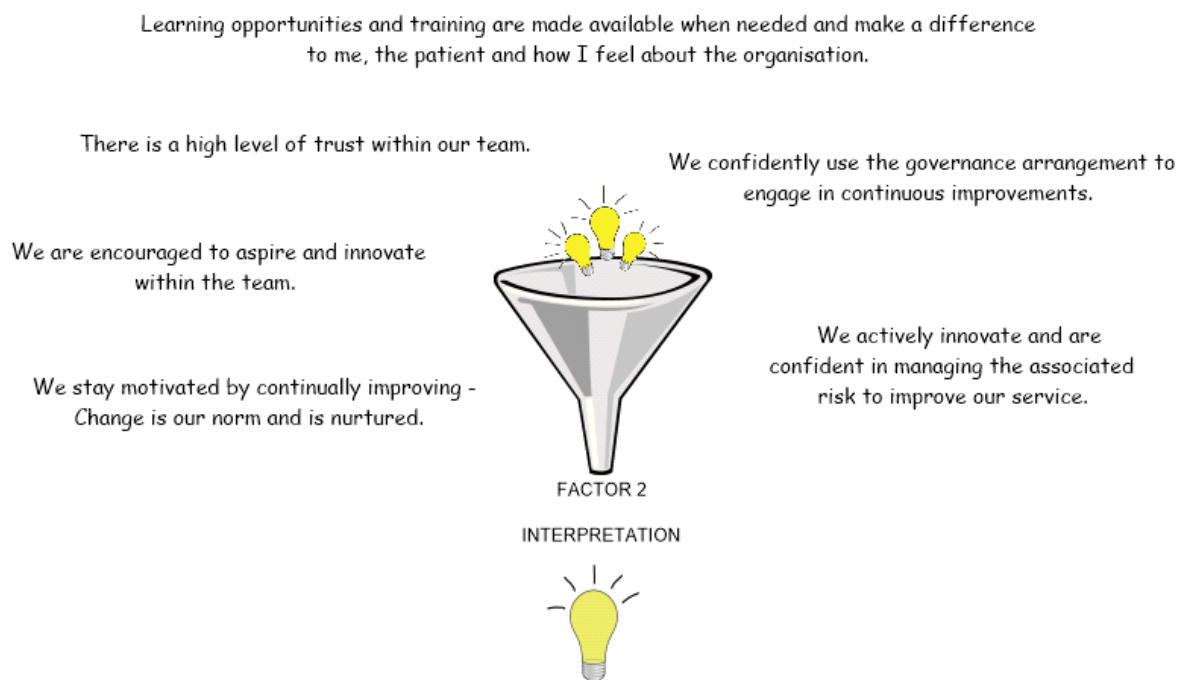 Learning opportunities and training are made available when needed and make a difference
to me, the patient and how I feel about the organisation.
There is a high level of trust within our team.
We confidently use the governance arrangement to
engage in continuous improvements.
We are encouraged to aspire and innovate
within the team.
We actively innovate and are
confident in managing the associated
risk to improve our service.
We stay motivated by continually improving -
Change is our norm and is nurtured.
FACTOR 2
INTERPRETATION